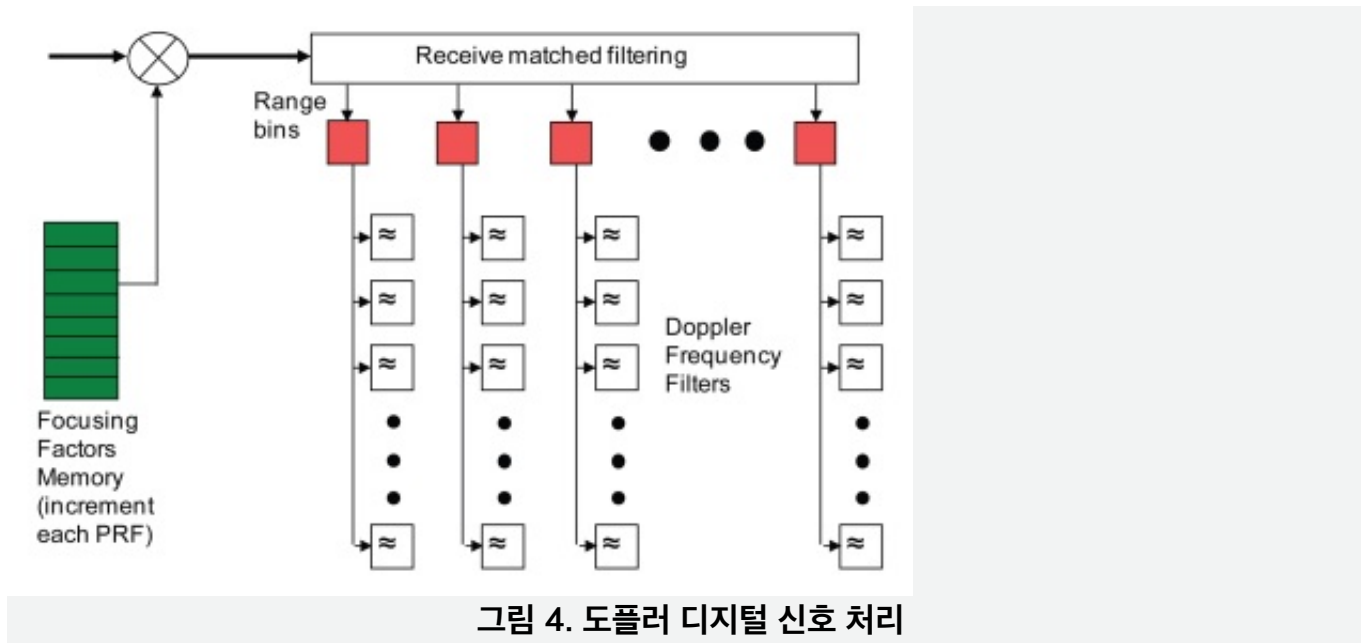 Receive matched filtering
Range
bins
≈ ≈ ≈ ≈
≈ ≈ ≈ ≈
≈ ≈ ≈ ≈
≈ ≈ ≈ ≈
Doppler
Frequency
Filters
Focusing
Factors
Memory
(increment
each PRF)
그림 4. 도플러 디지털 신호 처리